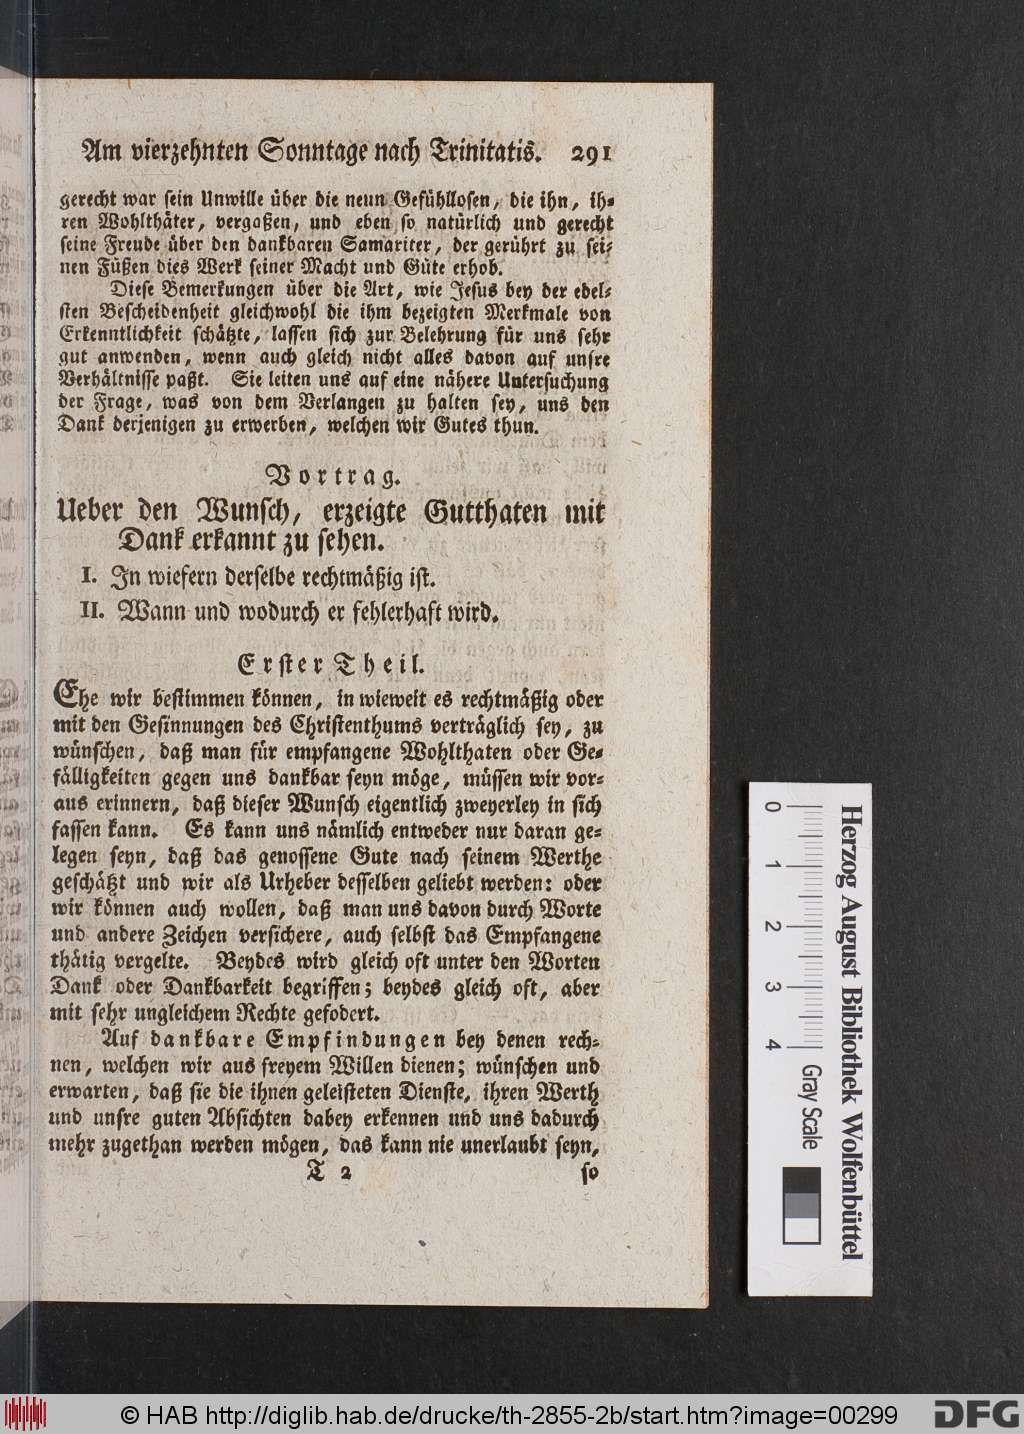 Am vierzehnten Sonntage nach Trinitatis. 291
gerecht war sein Unwille über die neun Gefühllosen, die ihn, ih-
ren Wohlthäter, vergaßen, und eben so natürlich und gerecht
seine Freude über den dankbaren Samariter, der gerührt zu sei-
nen Füßen dies Werk seiner Macht und Güte erhob.
Diese Bemerkungen über die Art, wie Jesus bey der edel-
sten Bescheidenheit gleichwohl die ihm bezeigten Merkmale von
Erkenntlichkeit schätzte, lassen sich zur Belehrung für uns sehr
gut anwenden, wenn auch gleich nicht alles davon auf unsre
Verhältnisse paßt. Sie leiten uns auf eine nähere Untersuchung
der Frage, was von dem Verlangen zu halten sey, uns den
Dank derjenigen zu erwerben, welchen wir Gutes thun.
Vortrag.
Ueber den Wunsch, erzeigte Gutthaten mit
Dank erkannt zu sehen.
I. In wiefern derselbe rechtmäßig ist.
II. Wann und wodurch er fehlerhaft wird.
Erster Theil.
Ehe wir bestimmen können, in wieweit es rechtmäßig oder
mit den Gesinnungen des Christenthums verträglich sey, zu
wünschen, daß man für empfangene Wohlthaten oder Ge-
fälligkeiten gegen uns dankbar seyn möge, müssen wir vor-
aus erinnern, daß dieser Wunsch eigentlich zweyerley in sich
fassen kann. Es kann uns nämlich entweder nur daran ge-
legen seyn, daß das genossene Gute nach seinem Werthe
geschäßt und wir als Urheber desselben geliebt werden: oder
wir können auch wollen, daß man uns davon durch Worte
und andere Zeichen versichere, auch selbst das Empfangene
thätig vergelte. Beydes wird gleich oft unter den Worten
Dank oder Dankbarkeit begriffen; beydes gleich oft, aber
mit sehr ungleichem Rechte gefodert.
Auf dankbare Empfindungen bey denen rech-
nen, welchen wir aus freyem Willen dienen; wünschen und
erwarten, daß sie die ihnen geleisteten Dienste, ihren Werth
und unsre guten Absichten dabey erkennen und uns dadurch
mehr zugethan werden mögen, das kann nie unerlaubt seyn,
T 2 so
0 1 2 3 4 Gray Scale
Herzog August Bibliothek Wolfenbüttel
© HAB http://diglib.hab.de/drucke/th-2855-2b/start.htm?image=00299
DFG